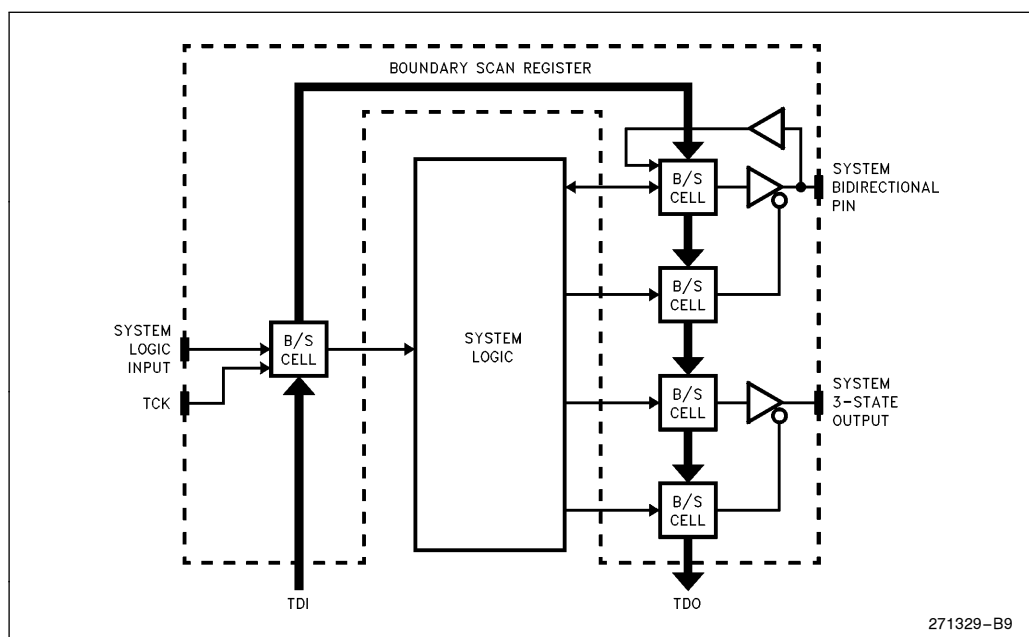 BOUNDARY SCAN REGISTER
B/S
CELL
SYSTEM
BIDIRECTIONAL
PIN
B/S
CELL
SYSTEM
LOGIC
INPUT
B/S
CELL
SYSTEM
LOGIC
TCK
B/S
CELL
SYSTEM
3-STATE
OUTPUT
B/S
CELL
TDI
TDO
271329–B9